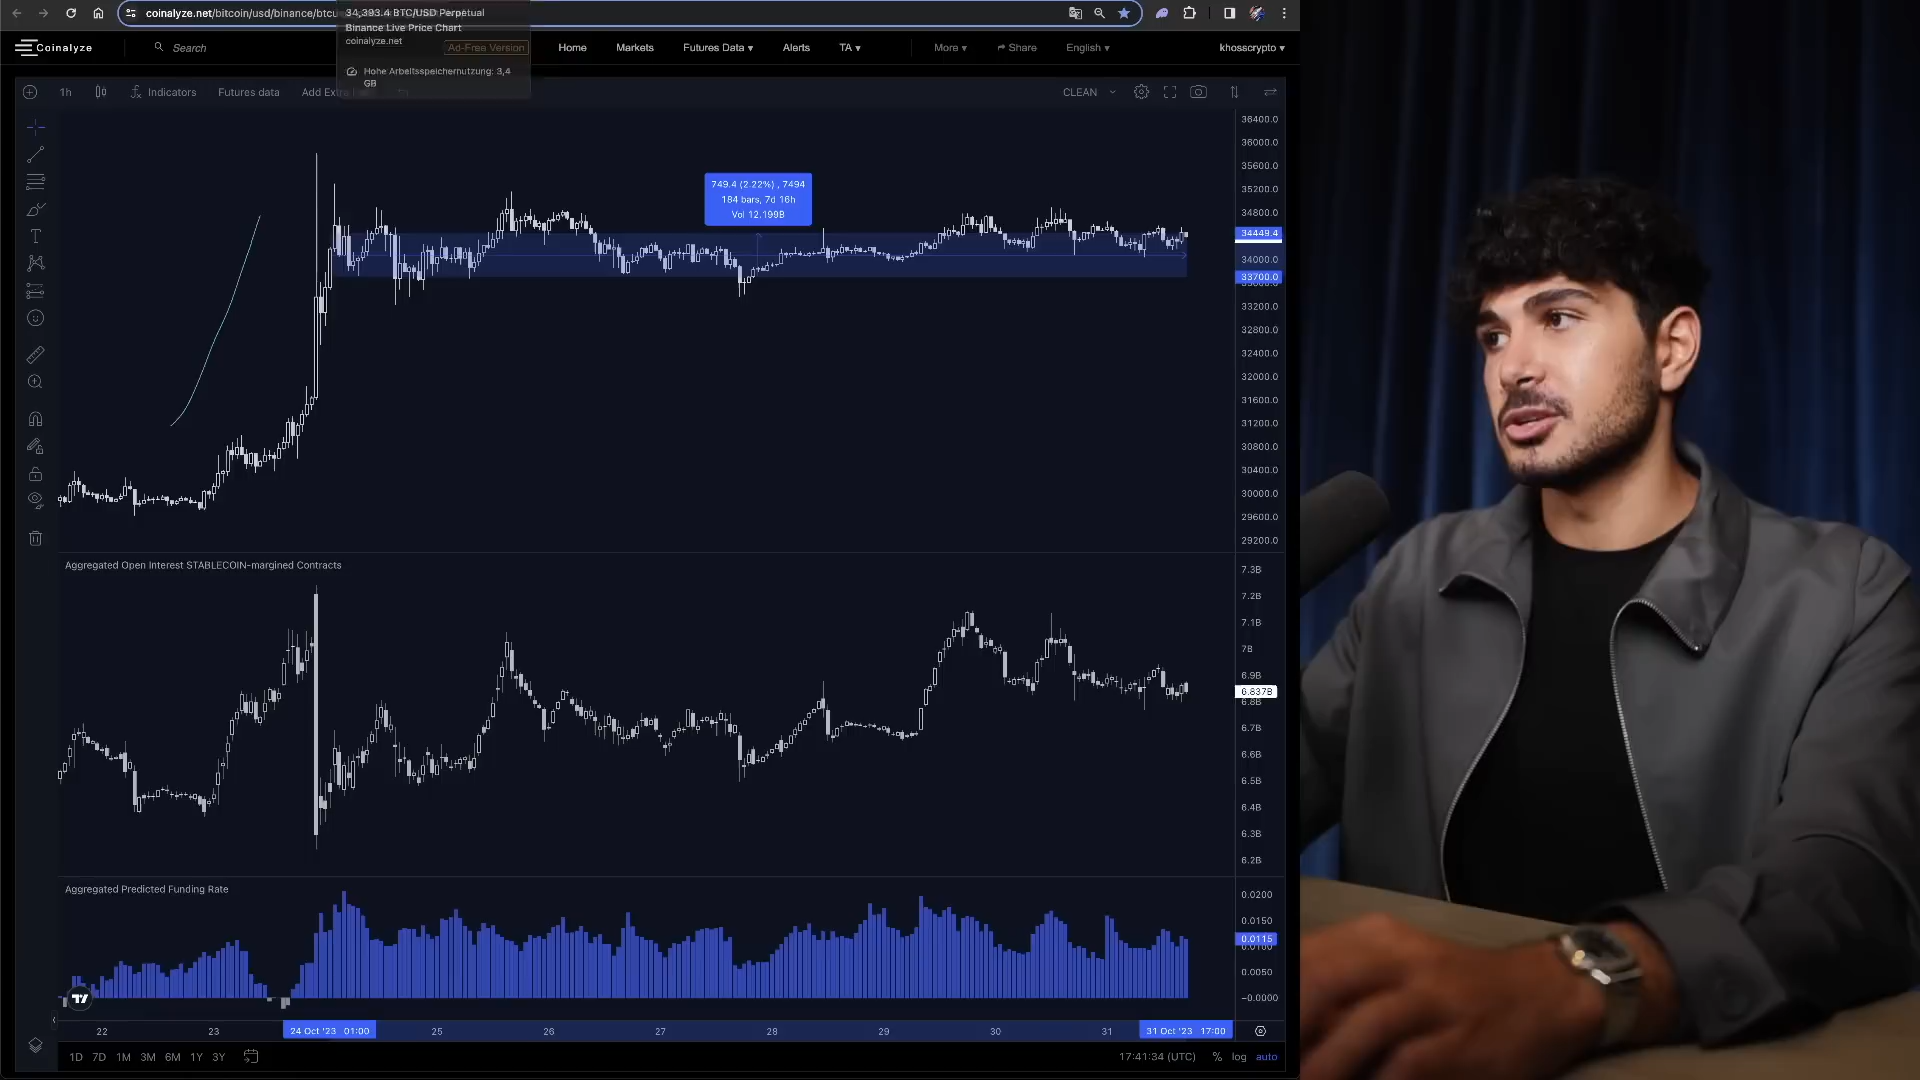 coinalyze.net/bitcoin/usd/binance/btcu
34,393.4 BTC/USD Perpetual
Binance Live Price Chart
coinalyze.net
Hohe Arbeitsspeichernutzung: 3,4
GB
Coinalyze
Search
Ad-Free Version
Home
Markets
Futures Data ▾
Alerts
TA ▾
More ▾
Share
English ▾
khosscrypto ▾
1h
Indicators
Futures data
CLEAN
749.4 (2.22%) , 7494
184 bars, 7d 16h
Vol 12.199B
36400.0
36000.0
35600.0
35200.0
34800.0
34449.4
34000.0
33700.0
33200.0
32800.0
32400.0
32000.0
31600.0
31200.0
30800.0
30400.0
30000.0
29600.0
29200.0
Aggregated Open Interest STABLECOIN-margined Contracts
7.3B
7.2B
7.1B
7B
6.9B
6.837B
6.8B
6.7B
6.6B
6.5B
6.4B
6.3B
6.2B
Aggregated Predicted Funding Rate
0.0200
0.0150
0.0115
0.0050
−0.0000
22
23
24 Oct '23 01:00
25
26
27
28
29
30
31
31 Oct '23 17:00
1D 7D 1M 3M 6M 1Y 3Y
17:41:34 (UTC)
%
log
auto